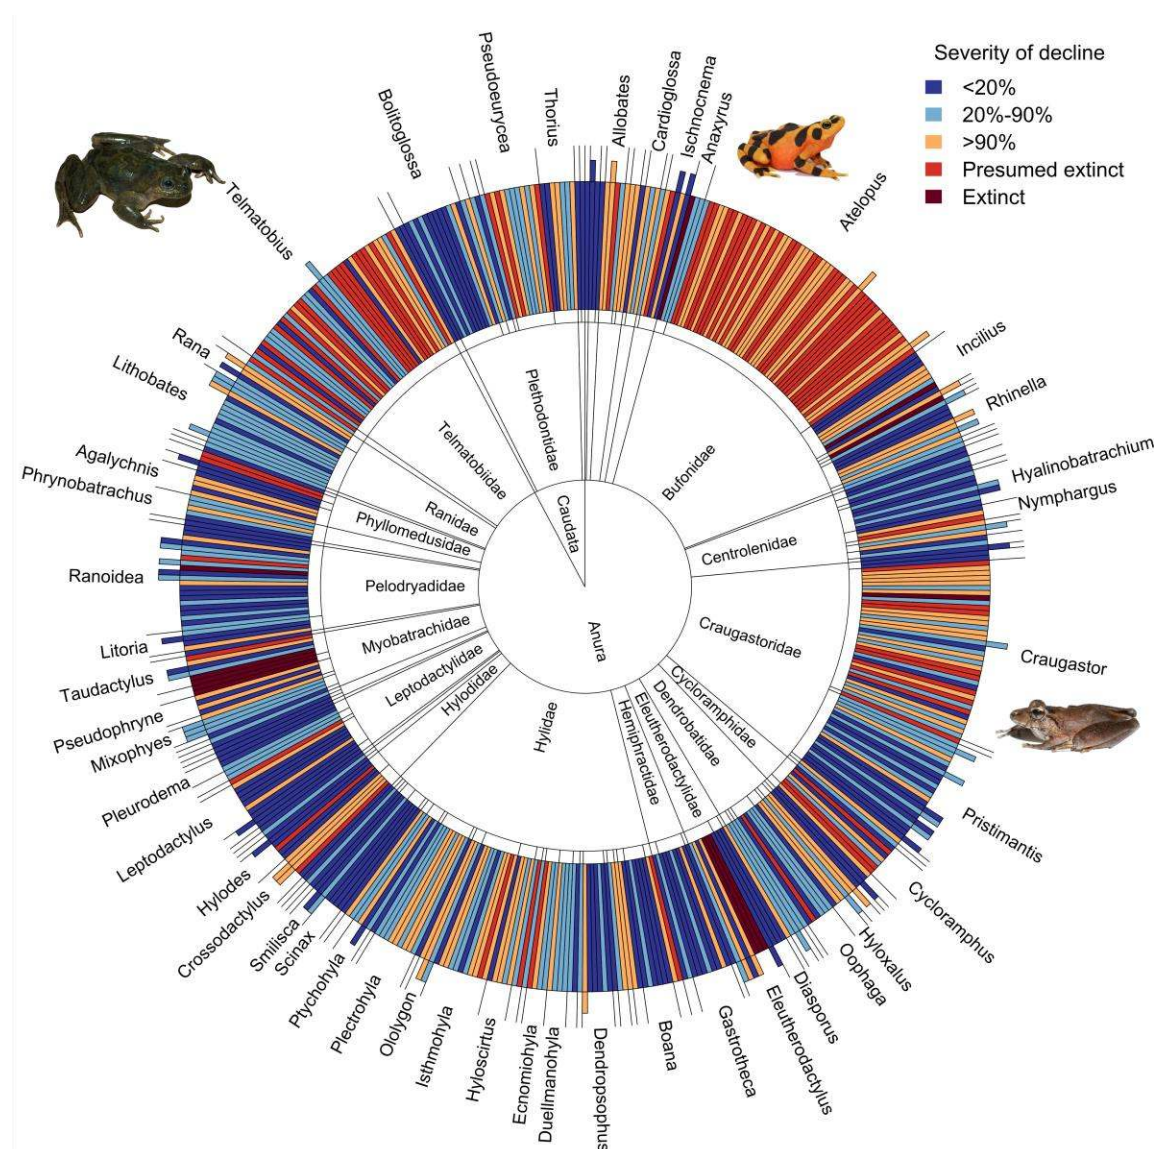 Severity of decline
<20%
20%-90%
>90%
Presumed extinct
Extinct
Bolitoglossa
Pseudoeurycea
Thorius
Allobates
Cardioglossa
Ischnocnema
Anaxyrus
Atelopus
Incilius
Rhinella
Hyalinobatrachium
Nymphargus
Craugastor
Pristimantis
Cycloramphus
Hyloxalus
Oophaga
Diasporus
Eleutherodactylus
Gastrotheca
Boana
Dendropsophus
Duellmanohyla
Ecnomiohyla
Hyloscirtus
Isthmohyla
Ololygon
Plectrohyla
Ptychohyla
Scinax
Smilisca
Crossodactylus
Hylodes
Leptodactylus
Pleurodema
Mixophyes
Pseudophryne
Taudactylus
Litoria
Ranoidea
Phrynobatrachus
Agalychnis
Lithobates
Rana
Telmatobius
Plethodontidae
Bufonidae
Centrolenidae
Craugastoridae
Cycloramphidae
Dendrobatidae
Eleutherodactylidae
Hemiphractidae
Hylidae
Hylodidae
Leptodactylidae
Myobatrachidae
Pelodryadidae
Phyllomedusidae
Ranidae
Telmatobiidae
Caudata
Anura